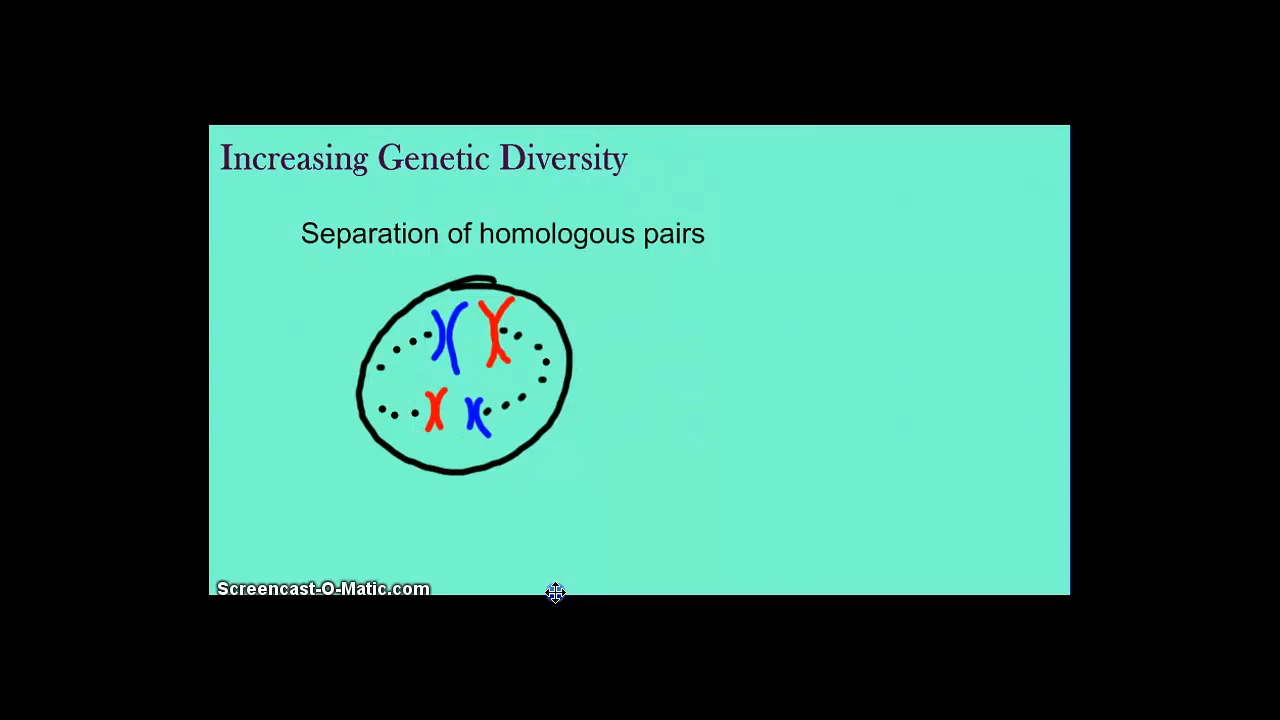 Increasing Genetic Diversity
Separation of homologous pairs
Screencast-O-Matic.com